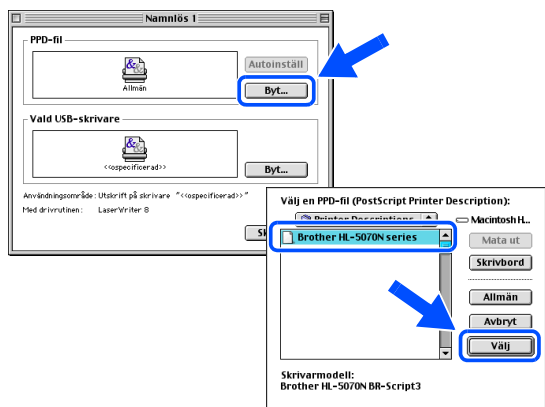 Namnlös 1
PPD-fil
Allmän
Autoinställ
Byt...
Vald USB-skrivare
<<ospecificerad>>
Byt...
Användningsområde: Utskrift på skrivare "<<ospecificerad>>"
Med drivrutinen: LaserWriter 8
Välj en PPD-fil (PostScript Printer Description):
Printer Descriptions
Macintosh H...
Brother HL-5070N series
Mata ut
Skrivbord
Allmän
Avbryt
Välj
Skrivarmodell:
Brother HL-5070N BR-Script3